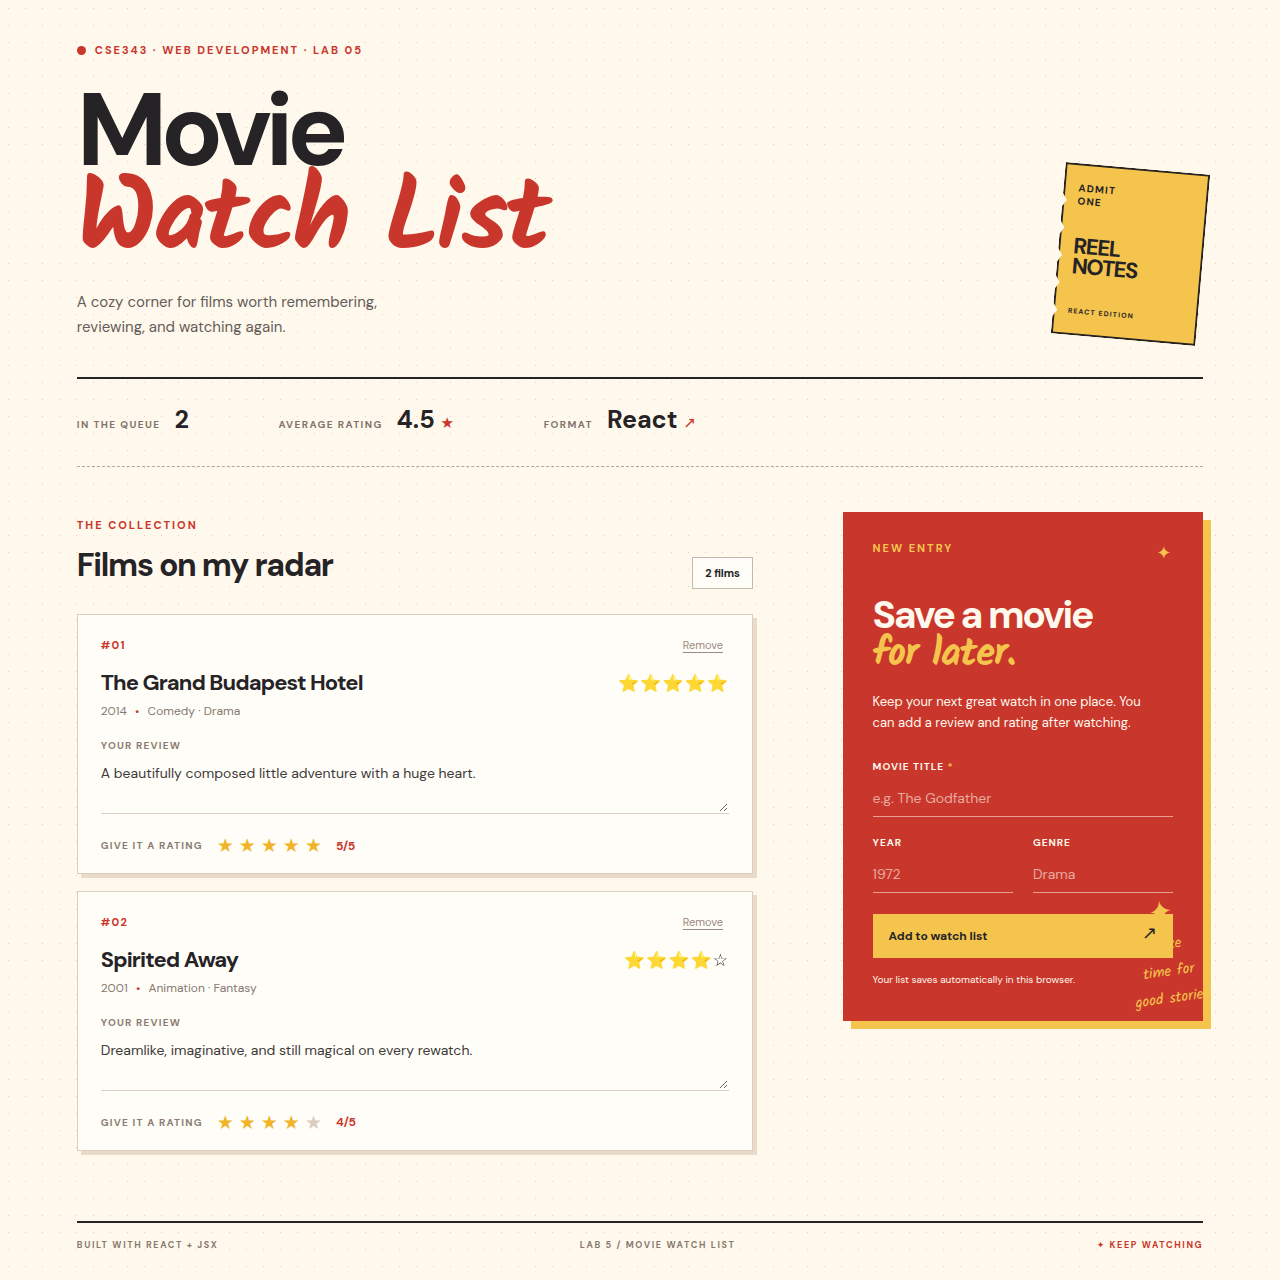 CSE343 · WEB DEVELOPMENT · LAB 05
Movie
Watch List
A cozy corner for films worth remembering,
reviewing, and watching again.
ADMIT
ONE
REEL
NOTES
REACT EDITION
IN THE QUEUE 2
AVERAGE RATING 4.5 ★
FORMAT React ↗
THE COLLECTION
Films on my radar
2 films
#01
Remove
The Grand Budapest Hotel
⭐⭐⭐⭐⭐
2014 • Comedy · Drama
YOUR REVIEW
A beautifully composed little adventure with a huge heart.
GIVE IT A RATING ★ ★ ★ ★ ★ 5/5
#02
Remove
Spirited Away
⭐⭐⭐⭐☆
2001 • Animation · Fantasy
YOUR REVIEW
Dreamlike, imaginative, and still magical on every rewatch.
GIVE IT A RATING ★ ★ ★ ★ ★ 4/5
NEW ENTRY ✦
Save a movie
for later.
Keep your next great watch in one place. You
can add a review and rating after watching.
MOVIE TITLE *
e.g. The Godfather
YEAR
GENRE
1972
Drama
Add to watch list ↗
time for
Your list saves automatically in this browser.
good
BUILT WITH REACT + JSX
LAB 5 / MOVIE WATCH LIST
✦ KEEP WATCHING